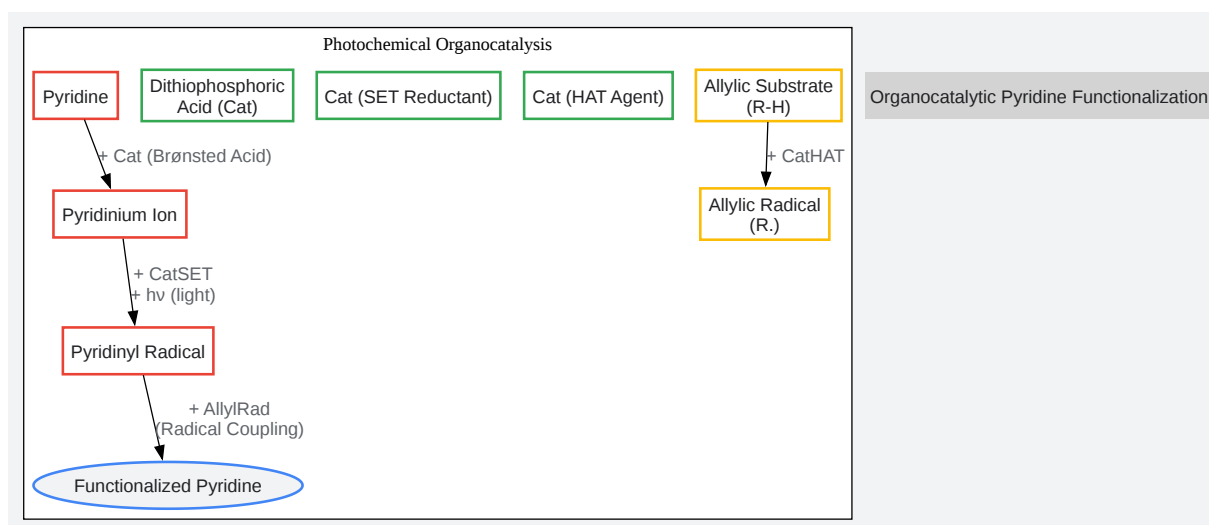 Photochemical Organocatalysis
Pyridine
Dithiophosphoric
Acid (Cat)
Cat (SET Reductant)
Cat (HAT Agent)
Allylic Substrate
(R-H)
Organocatalytic Pyridine Functionalization
+ Cat (Brønsted Acid)
+ CatHAT
Pyridinium Ion
Allylic Radical
(R.)
+ CatSET
+ hν (light)
Pyridinyl Radical
+ AllylRad
(Radical Coupling)
Functionalized Pyridine